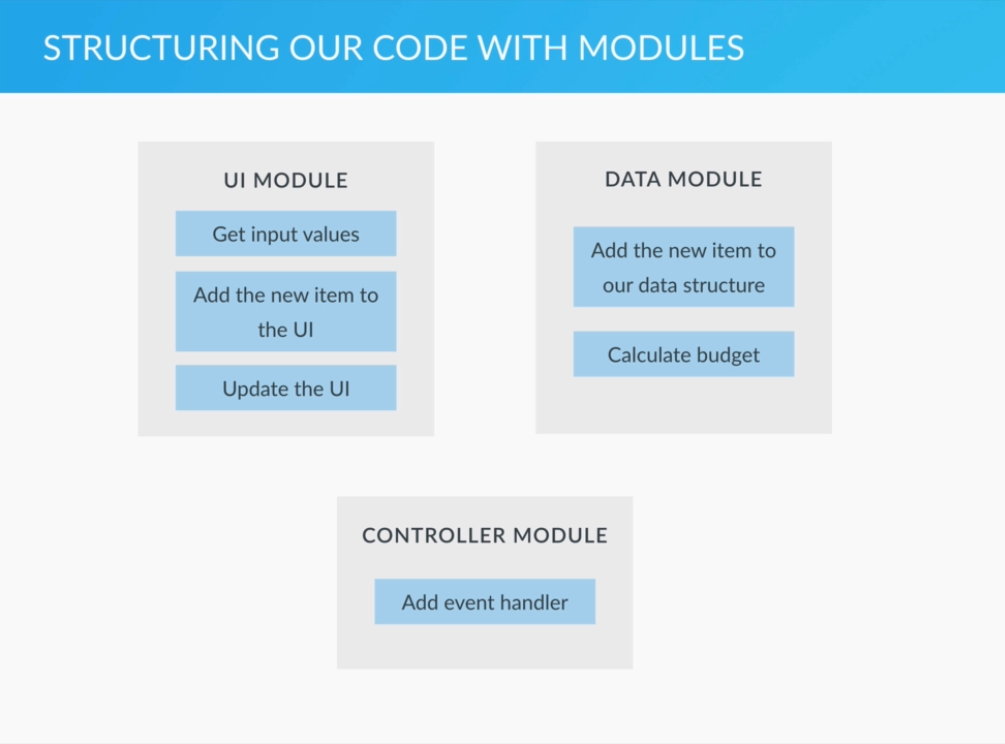 STRUCTURING OUR CODE WITH MODULES
UI MODULE
Get input values
Add the new item to
the UI
Update the UI
DATA MODULE
Add the new item to
our data structure
Calculate budget
CONTROLLER MODULE
Add event handler